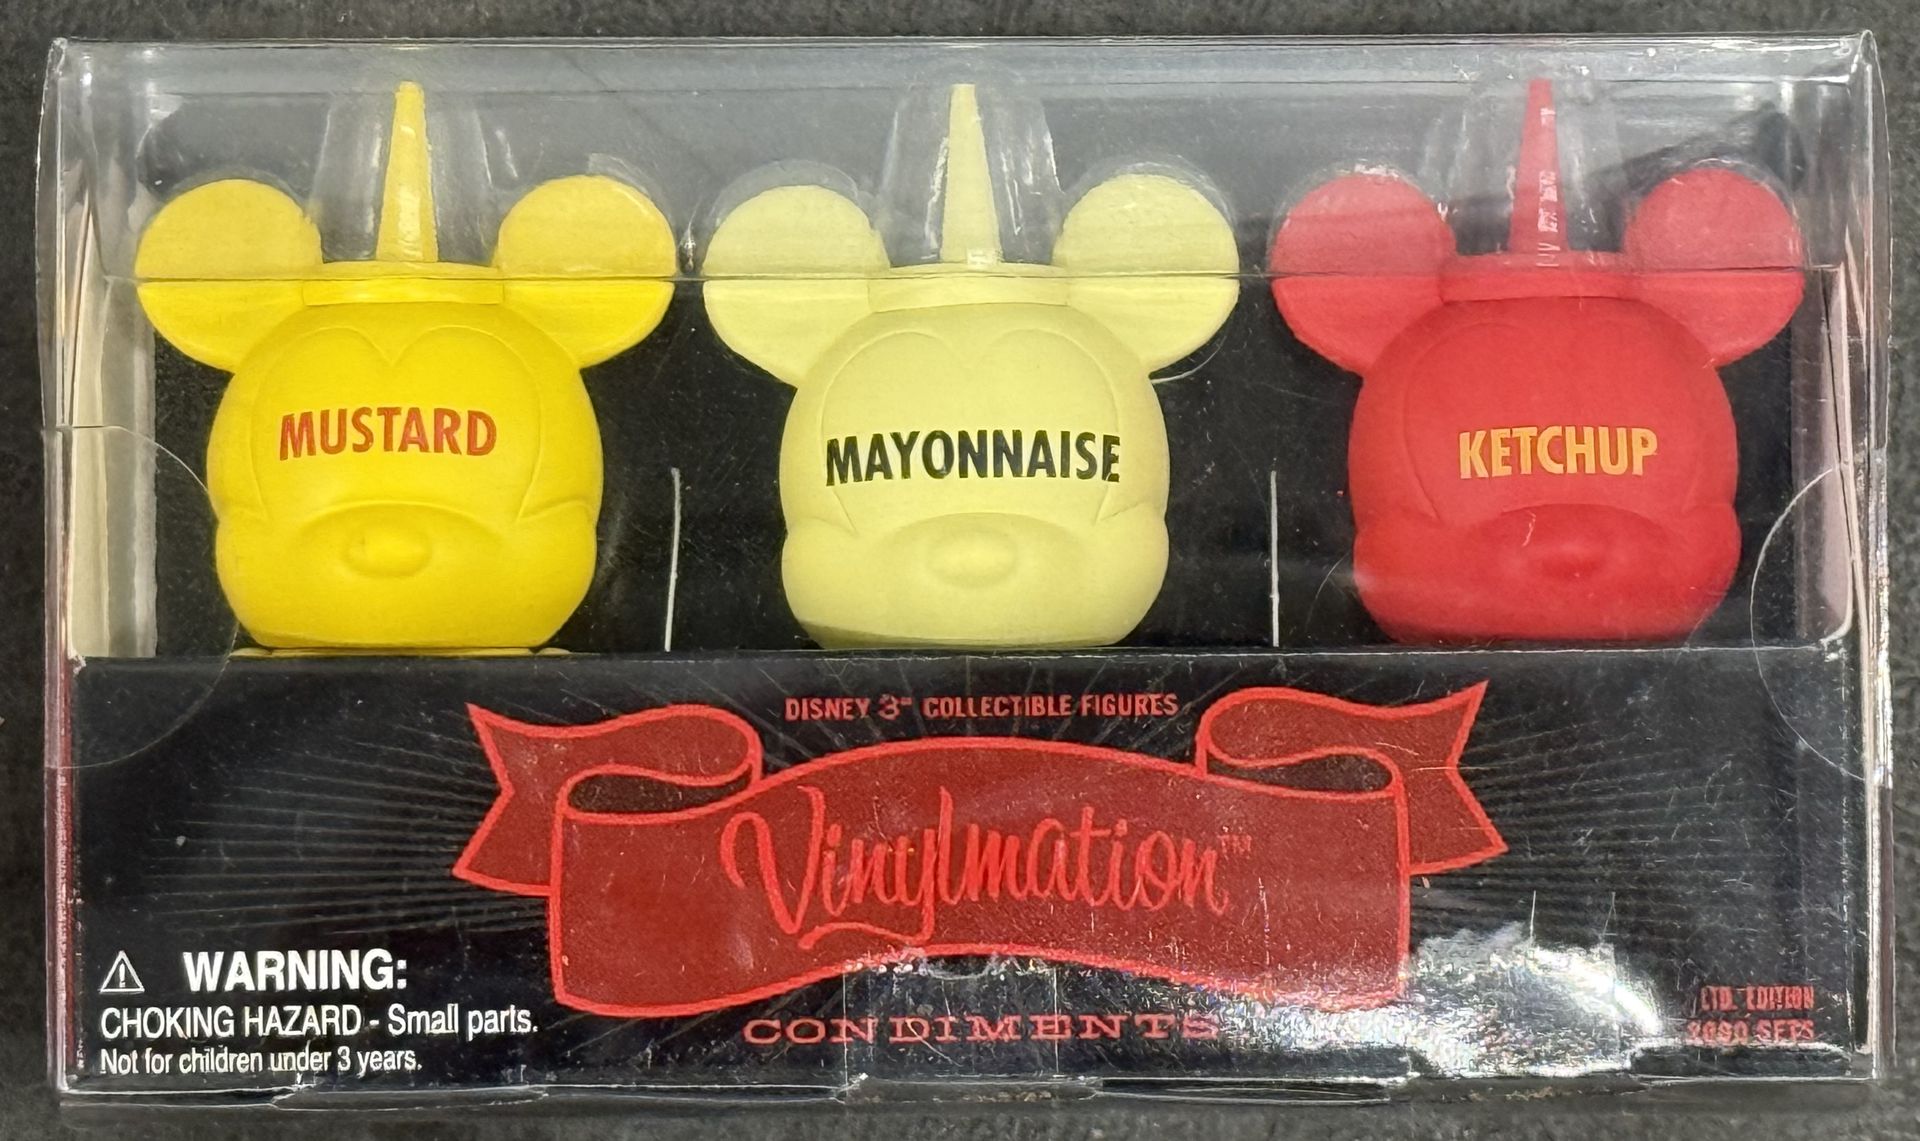 MUSTARD
MAYONNAISE
KETCHUP
DISNEY 3" COLLECTIBLE FIGURES
Vinylmation™
CONDIMENTS
WARNING:
CHOKING HAZARD - Small parts.
Not for children under 3 years.
LTD. EDITION
SETS